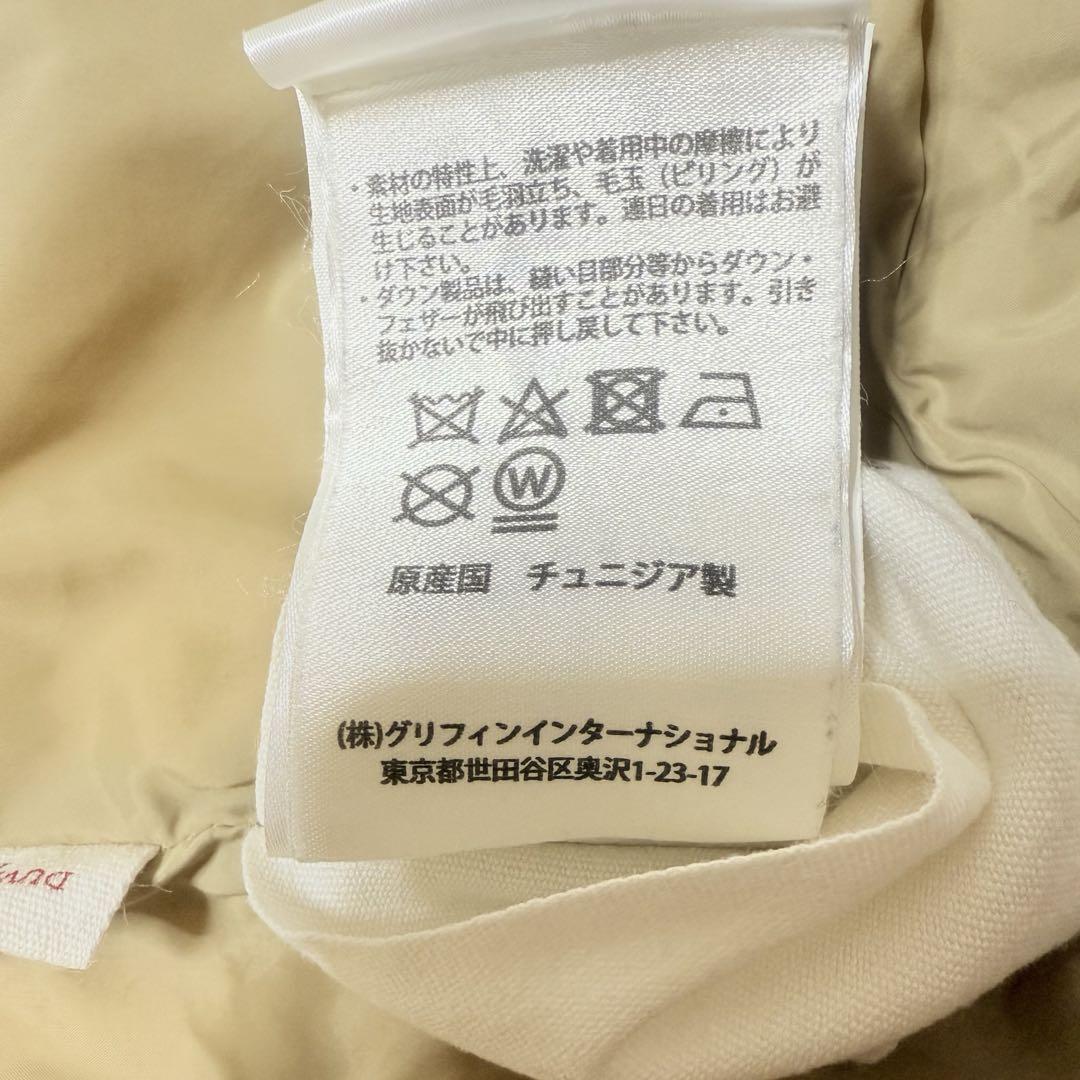 ・素材の特性上、洗濯や着用中の摩擦により
生地表面が毛羽立ち、毛玉（ピリング）が
生じることがあります。連日の着用はお避
け下さい。
・ダウン製品は、縫い目部分等からダウン・
フェザーが飛び出すことがあります。引き
抜かないで中に押し戻して下さい。
W
原産国　チュニジア製
(株)グリフィンインターナショナル
東京都世田谷区奥沢1-23-17